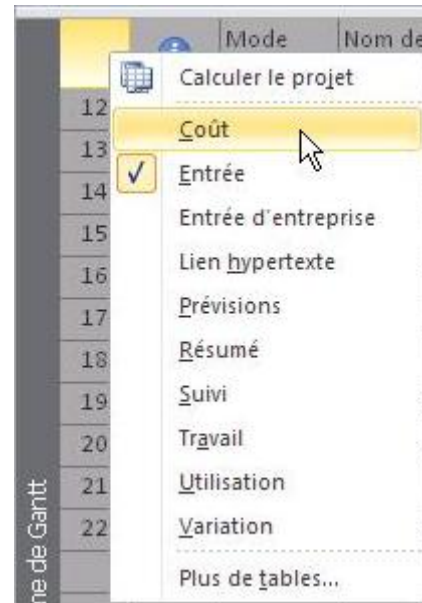 Mode Nom de
Calculer le projet
12
Coût
13
Entrée
14
Entrée d'entreprise
15
Lien hypertexte
16
Prévisions
17
Résumé
18
Suivi
19
Travail
20
Utilisation
21
Variation
22
Plus de tables...
ne de Gantt